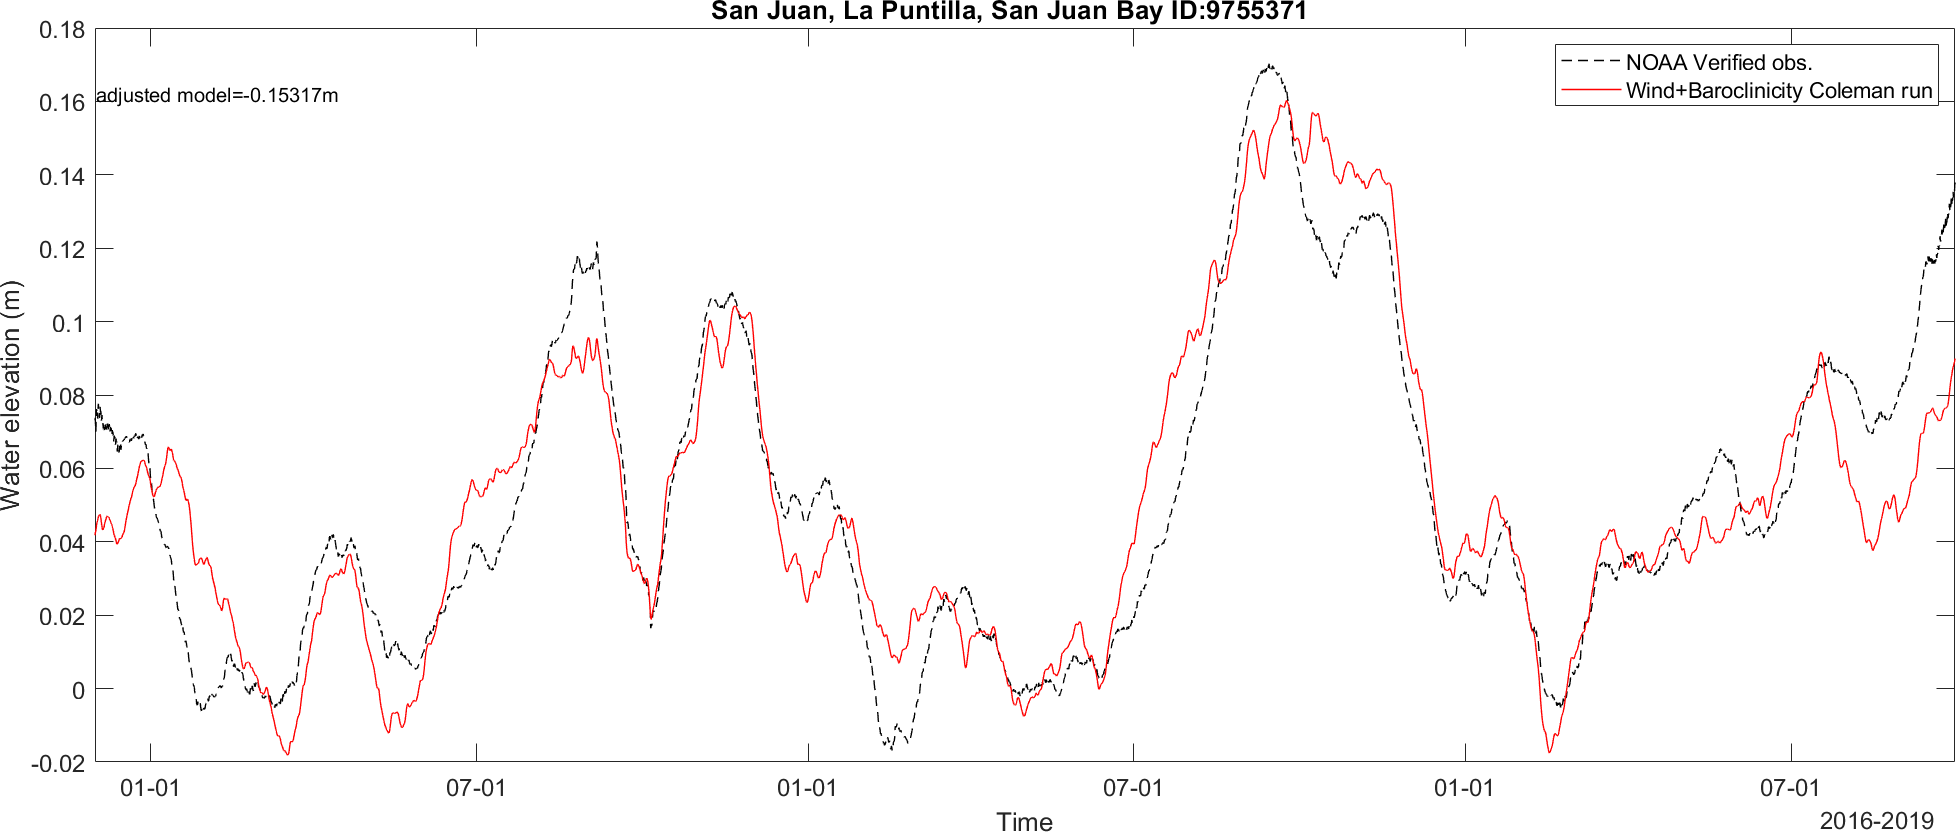 San Juan, La Puntilla, San Juan Bay ID:9755371
0.18
0.16
0.14
0.12
0.1
0.08
0.06
0.04
0.02
0
-0.02
Water elevation (m)
adjusted model=-0.15317m
NOAA Verified obs.
Wind+Baroclinicity Coleman run
01-01 07-01 01-01 07-01 01-01 07-01
Time
2016-2019